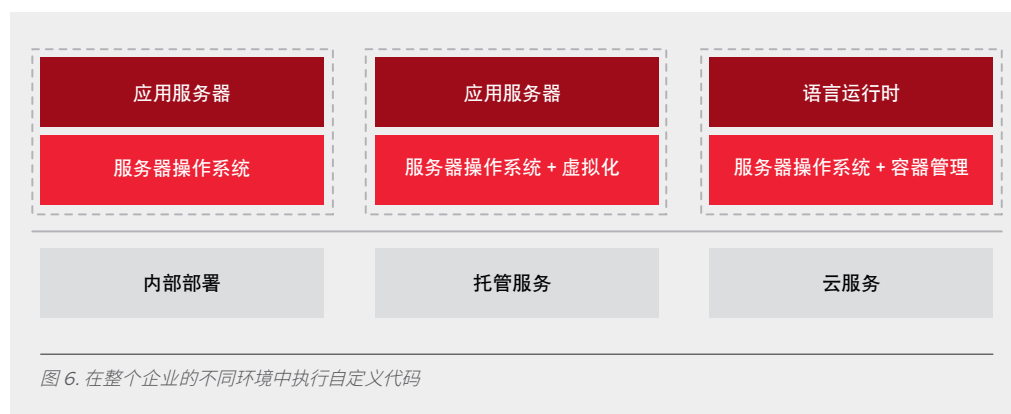 应用服务器
应用服务器
语言运行时
服务器操作系统
服务器操作系统 + 虚拟化
服务器操作系统 + 容器管理
内部部署
托管服务
云服务
图 6. 在整个企业的不同环境中执行自定义代码